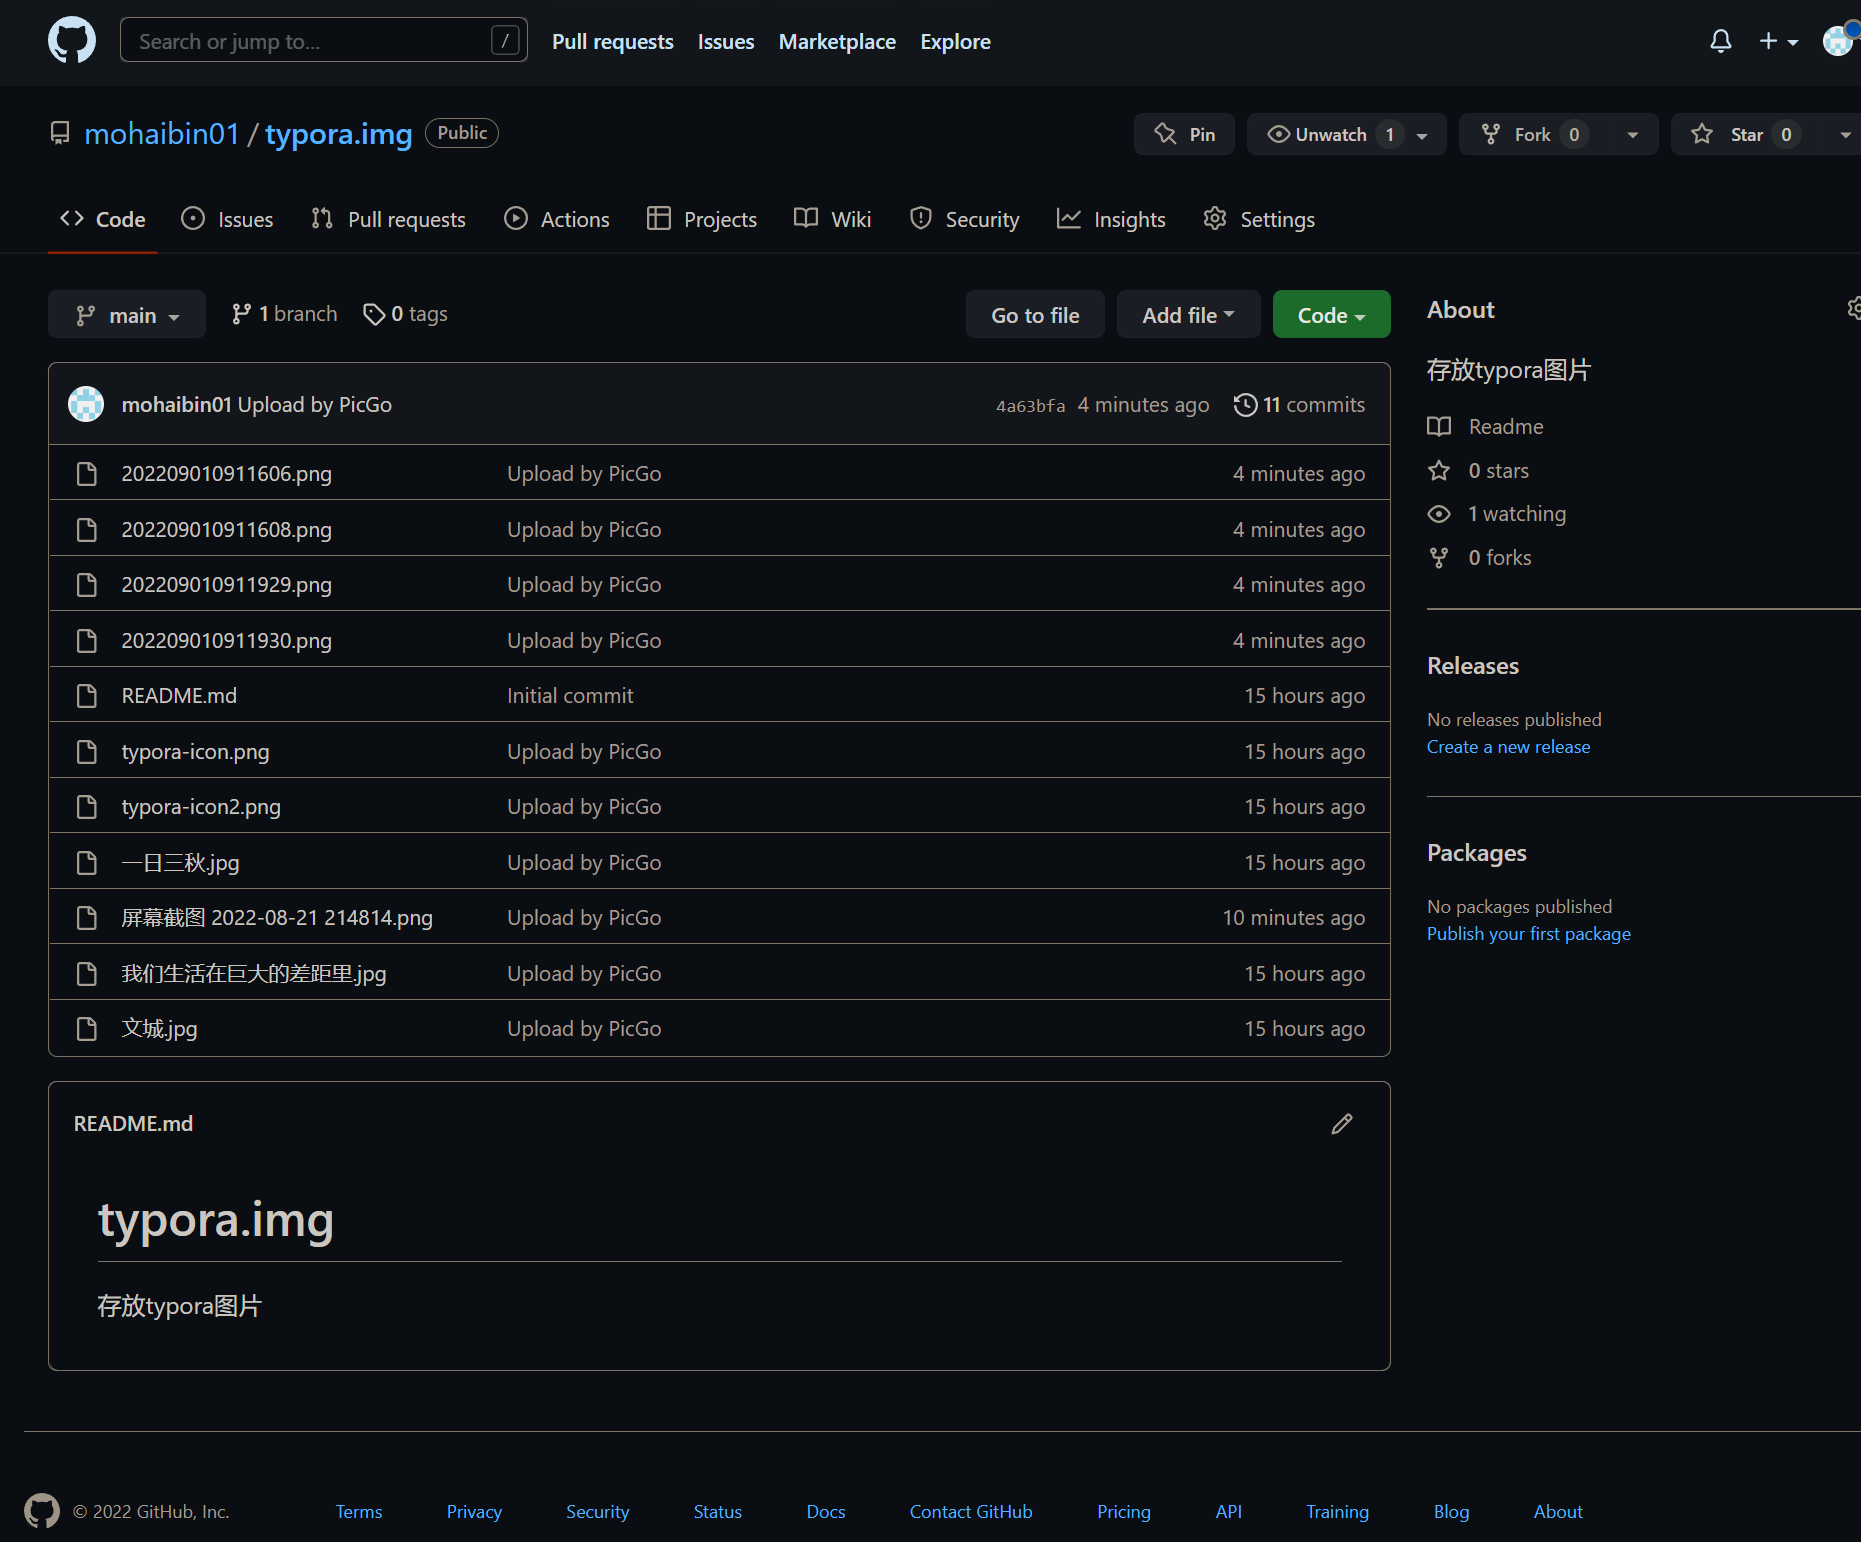 Search or jump to... /
Pull requests Issues Marketplace Explore
mohaibin01 / typora.img Public
Pin Unwatch 1 Fork 0 Star 0
Code Issues Pull requests Actions Projects Wiki Security Insights Settings
main 1 branch 0 tags Go to file Add file Code
mohaibin01 Upload by PicGo 4a63bfa 4 minutes ago 11 commits
202209010911606.png Upload by PicGo 4 minutes ago
202209010911608.png Upload by PicGo 4 minutes ago
202209010911929.png Upload by PicGo 4 minutes ago
202209010911930.png Upload by PicGo 4 minutes ago
README.md Initial commit 15 hours ago
typora-icon.png Upload by PicGo 15 hours ago
typora-icon2.png Upload by PicGo 15 hours ago
一日三秋.jpg Upload by PicGo 15 hours ago
屏幕截图 2022-08-21 214814.png Upload by PicGo 10 minutes ago
我们生活在巨大的差距里.jpg Upload by PicGo 15 hours ago
文城.jpg Upload by PicGo 15 hours ago
README.md
typora.img
存放typora图片
About
存放typora图片
Readme
0 stars
1 watching
0 forks
Releases
No releases published
Create a new release
Packages
No packages published
Publish your first package
© 2022 GitHub, Inc. Terms Privacy Security Status Docs Contact GitHub Pricing API Training Blog About